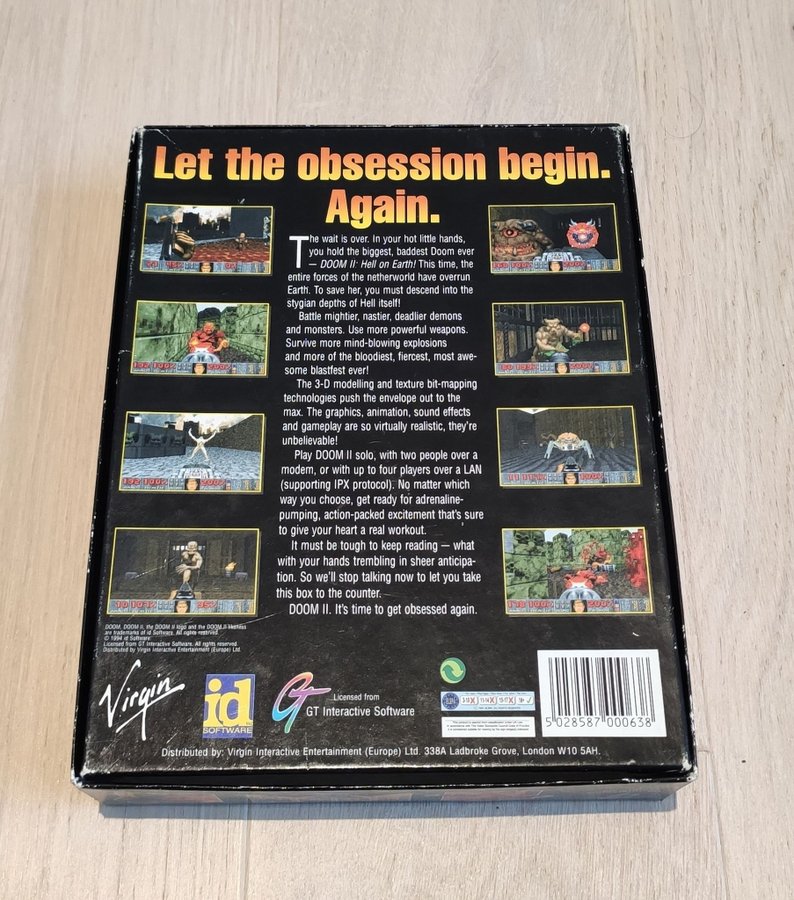 Let the obsession begin.
Again.
The wait is over. In your hot little hands,
you hold the biggest, baddest Doom ever
— DOOM II: Hell on Earth! This time, the
entire forces of the netherworld have overrun
Earth. To save her, you must descend into the
stygian depths of Hell itself!
Battle mightier, nastier, deadlier demons
and monsters. Use more powerful weapons.
Survive more mind-blowing explosions
and more of the bloodiest, fiercest, most awe-
some blastfest ever!
The 3-D modelling and texture bit-mapping
technologies push the envelope out to the
max. The graphics, animation, sound effects
and gameplay are so virtually realistic, they're
unbelievable!
Play DOOM II solo, with two people over a
modem, or with up to four players over a LAN
(supporting IPX protocol). No matter which
way you choose, get ready for adrenaline-
pumping, action-packed excitement that's sure
to give your heart a real workout.
It must be tough to keep reading — what
with your hands trembling in sheer anticipa-
tion. So we'll stop talking now to let you take
this box to the counter.
DOOM II. It's time to get obsessed again.
DOOM, DOOM II, the DOOM II logo and the DOOM II likeness
are trademarks of id Software. All rights reserved.
© 1994 id Software
Licensed from GT Interactive Software. All rights reserved.
Distributed by Virgin Interactive Entertainment (Europe) Ltd.
Virgin
id
SOFTWARE
GT
Licensed from
GT Interactive Software
5 028587 000638
Distributed by: Virgin Interactive Entertainment (Europe) Ltd. 338A Ladbroke Grove, London W10 5AH.